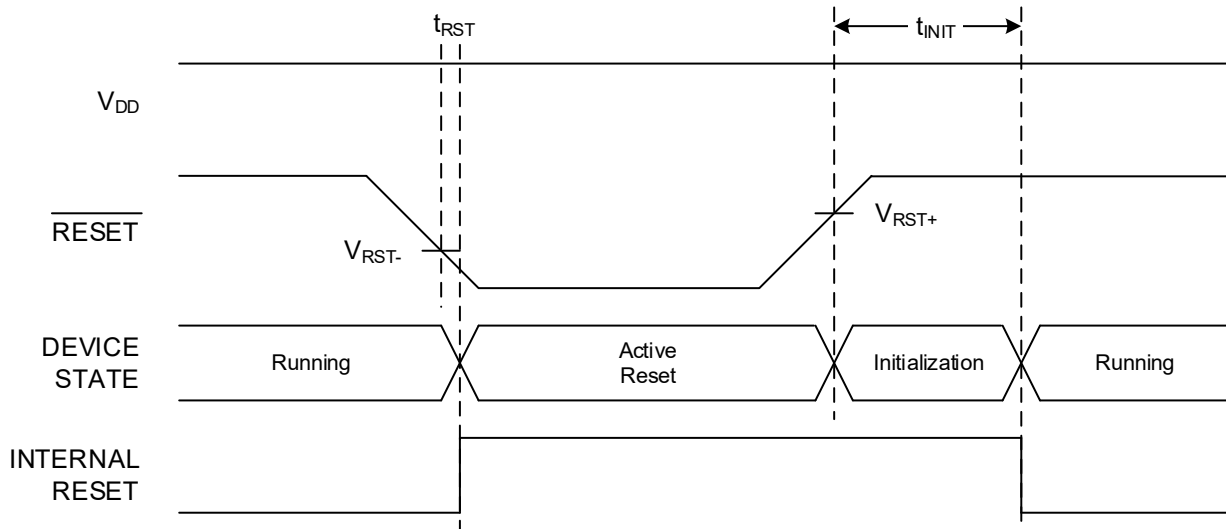 tRST
tINIT
VDD
RESET
VRST-
VRST+
DEVICE
STATE
Running
Active
Reset
Initialization
Running
INTERNAL
RESET